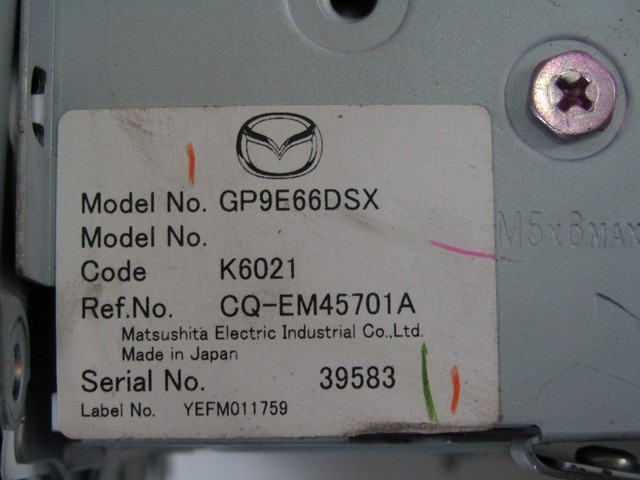 Model No. GP9E66DSX
Model No.
Code K6021
Ref.No. CQ-EM45701A
Matsushita Electric Industrial Co.,Ltd.
Made in Japan
Serial No. 39583
Label No. YEFM011759
M5x6MAX